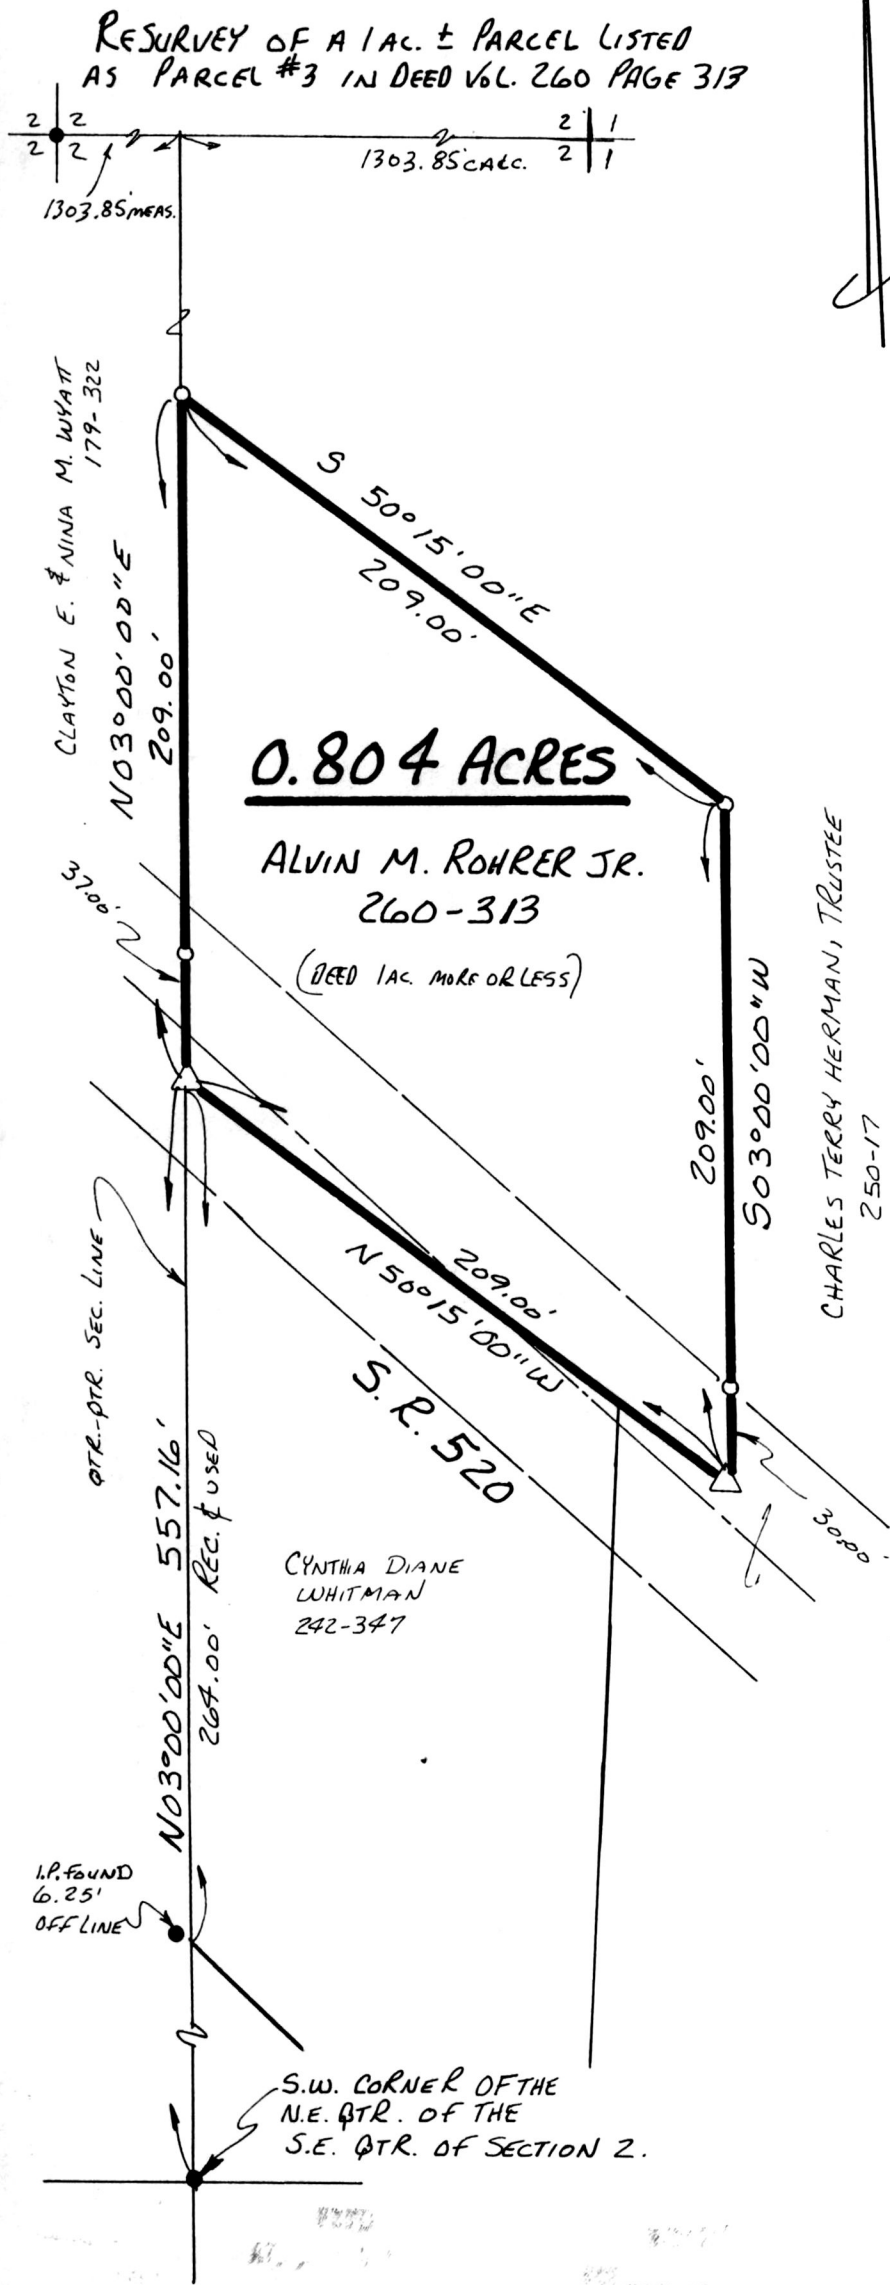 RESURVEY OF A 1 AC. ± PARCEL LISTED
AS PARCEL #3 IN DEED VOL. 260 PAGE 313
2 2
2 2
2 1
2 1
1303.85' MEAS.
1303.85' CALC.
CLAYTON E. & NINA M. WYATT
179-322
N03°00'00"E
209.00'
S 50°15'00"E
209.00'
0.804 ACRES
ALVIN M. ROHRER JR.
260-313
(DEED 1AC. MORE OR LESS)
37.00'
209.00'
S03°00'00"W
CHARLES TERRY HERMAN, TRUSTEE
250-17
209.00'
N 50°15'00"W
S.R. 520
30.00'
QTR.-QTR. SEC. LINE
N03°00'00"E 557.16'
264.00' REC. & USED
CYNTHIA DIANE
WHITMAN
242-347
I.P. FOUND
6.25'
OFF LINE
S.W. CORNER OF THE
N.E. QTR. OF THE
S.E. QTR. OF SECTION 2.